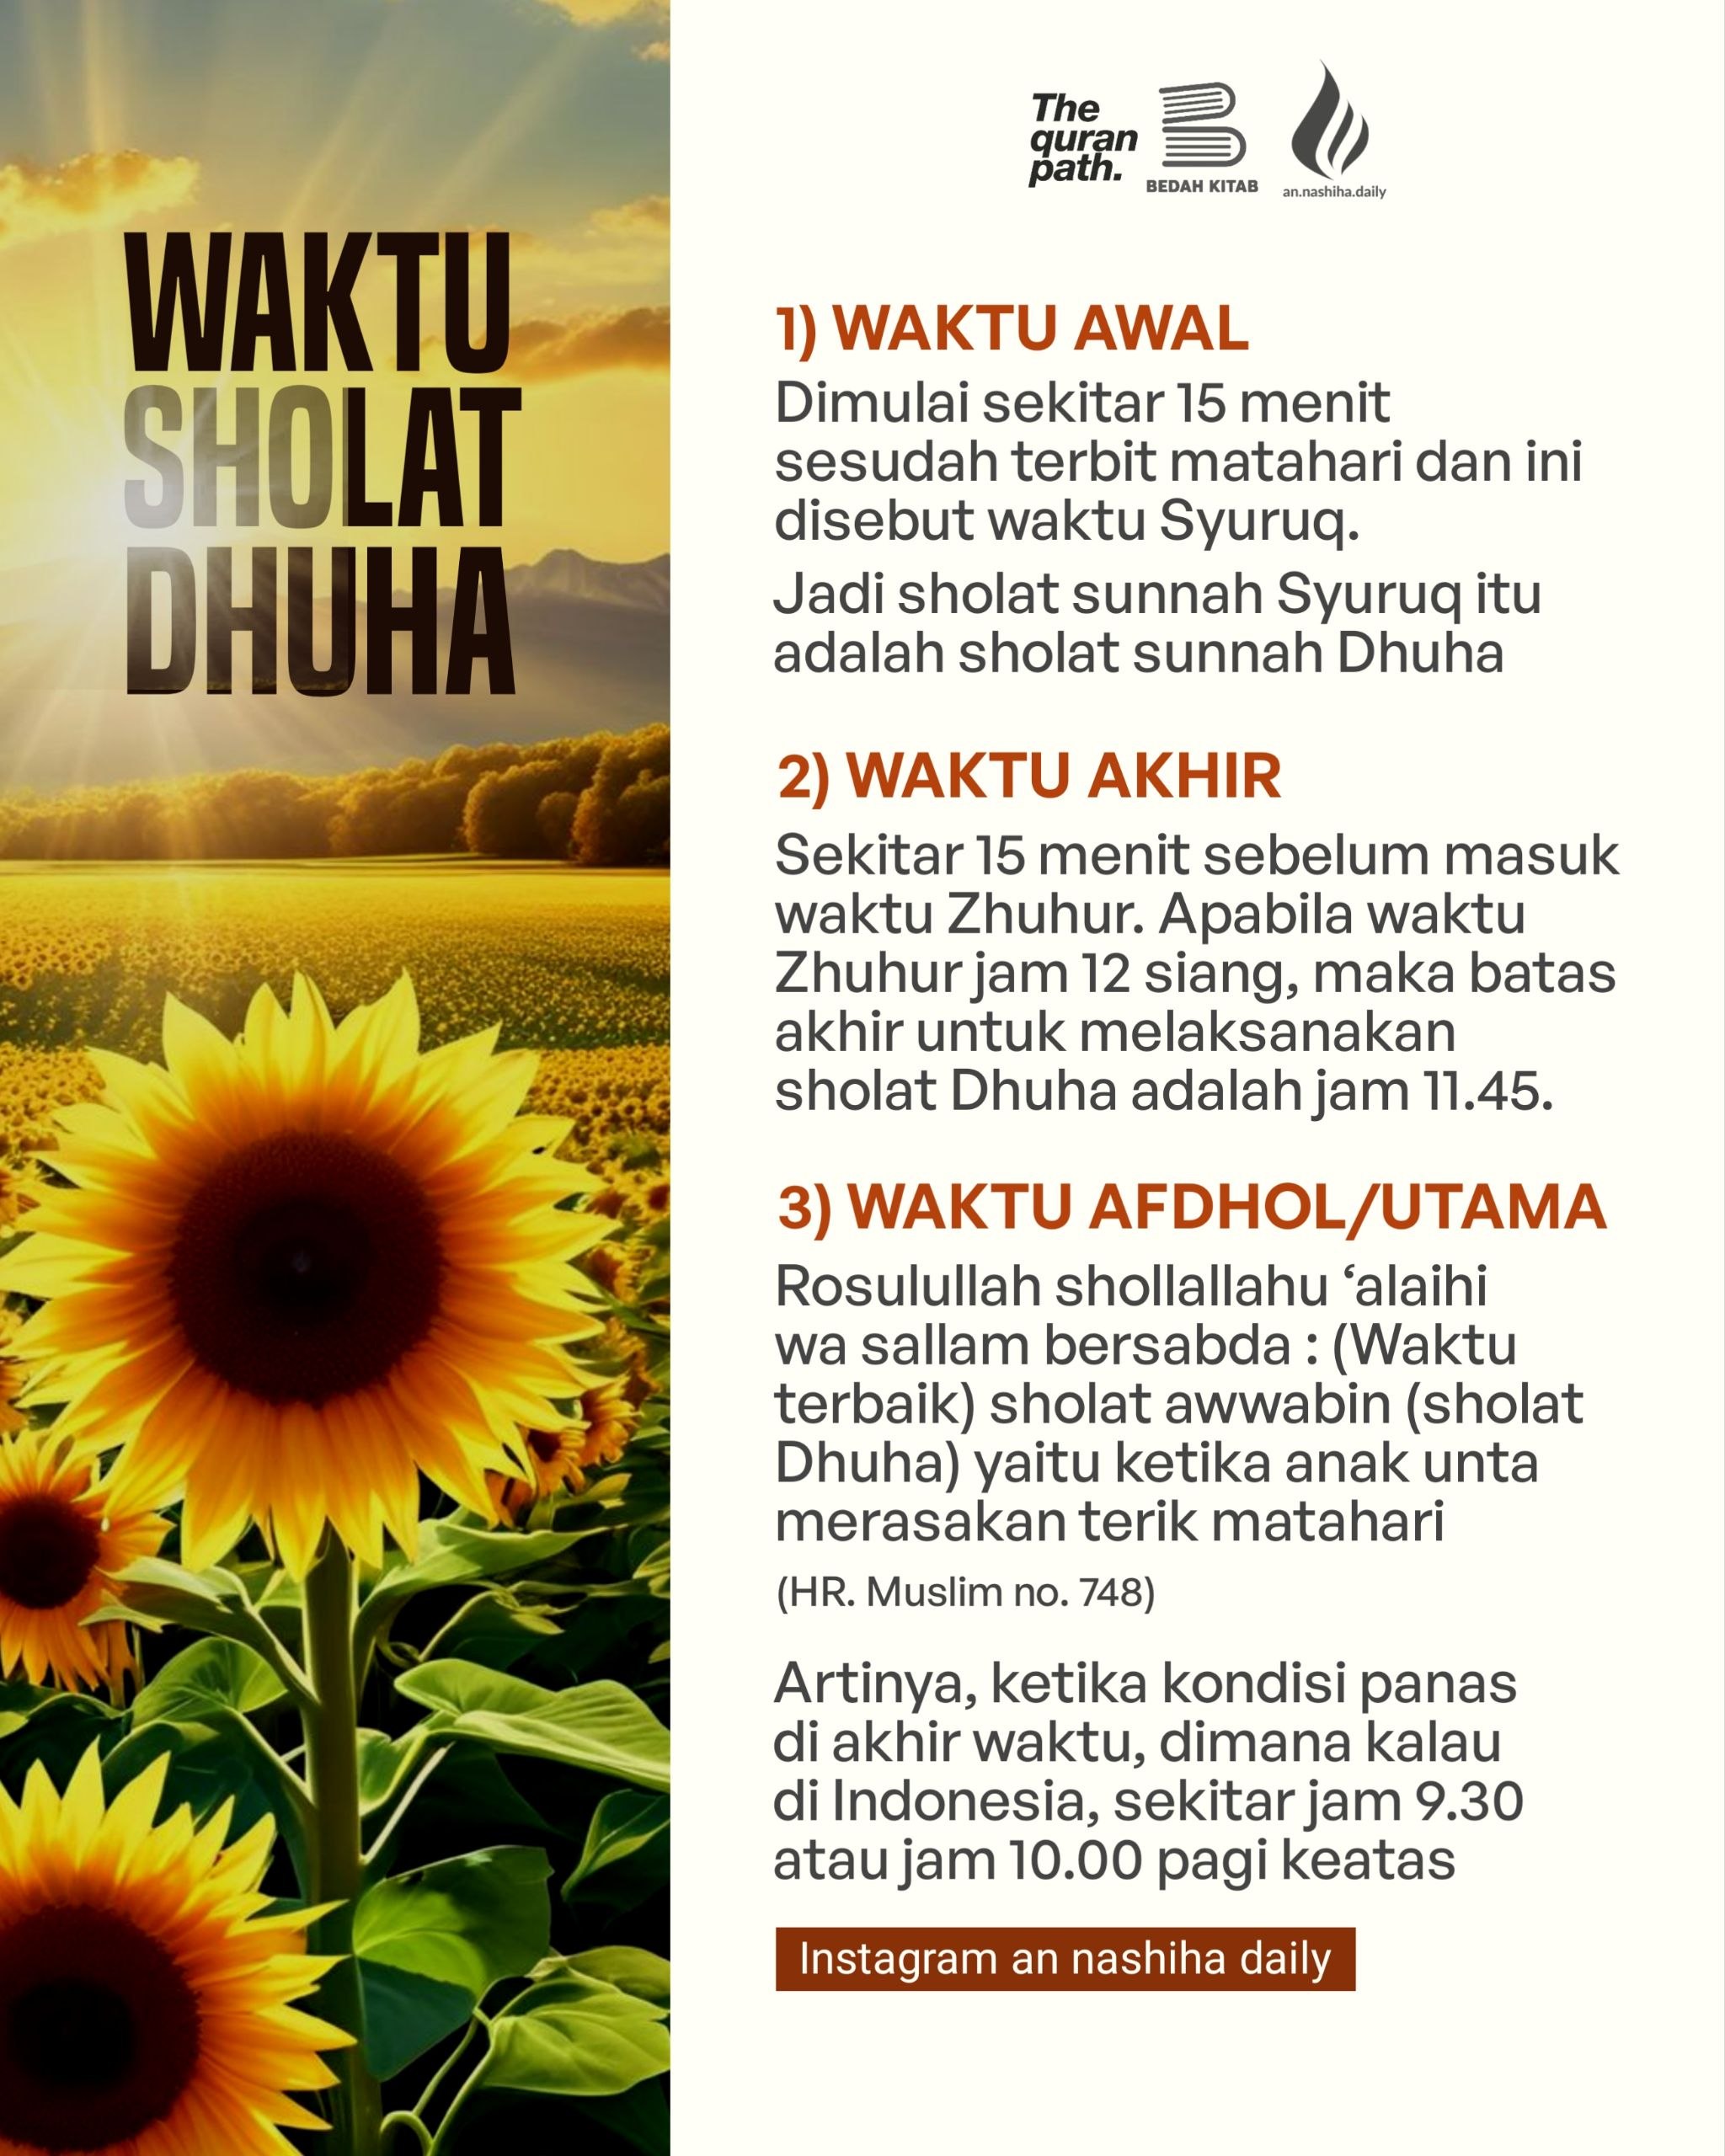 WAKTU
SHOLAT
DHUHA
The
quran
path.
BEDAH KITAB
an.nashiha.daily
1) WAKTU AWAL
Dimulai sekitar 15 menit
sesudah terbit matahari dan ini
disebut waktu Syuruq.
Jadi sholat sunnah Syuruq itu
adalah sholat sunnah Dhuha
2) WAKTU AKHIR
Sekitar 15 menit sebelum masuk
waktu Zhuhur. Apabila waktu
Zhuhur jam 12 siang, maka batas
akhir untuk melaksanakan
sholat Dhuha adalah jam 11.45.
3) WAKTU AFDHOL/UTAMA
Rosulullah shollallahu ‘alaihi
wa sallam bersabda : (Waktu
terbaik) sholat awwabin (sholat
Dhuha) yaitu ketika anak unta
merasakan terik matahari
(HR. Muslim no. 748)
Artinya, ketika kondisi panas
di akhir waktu, dimana kalau
di Indonesia, sekitar jam 9.30
atau jam 10.00 pagi keatas
Instagram an nashiha daily